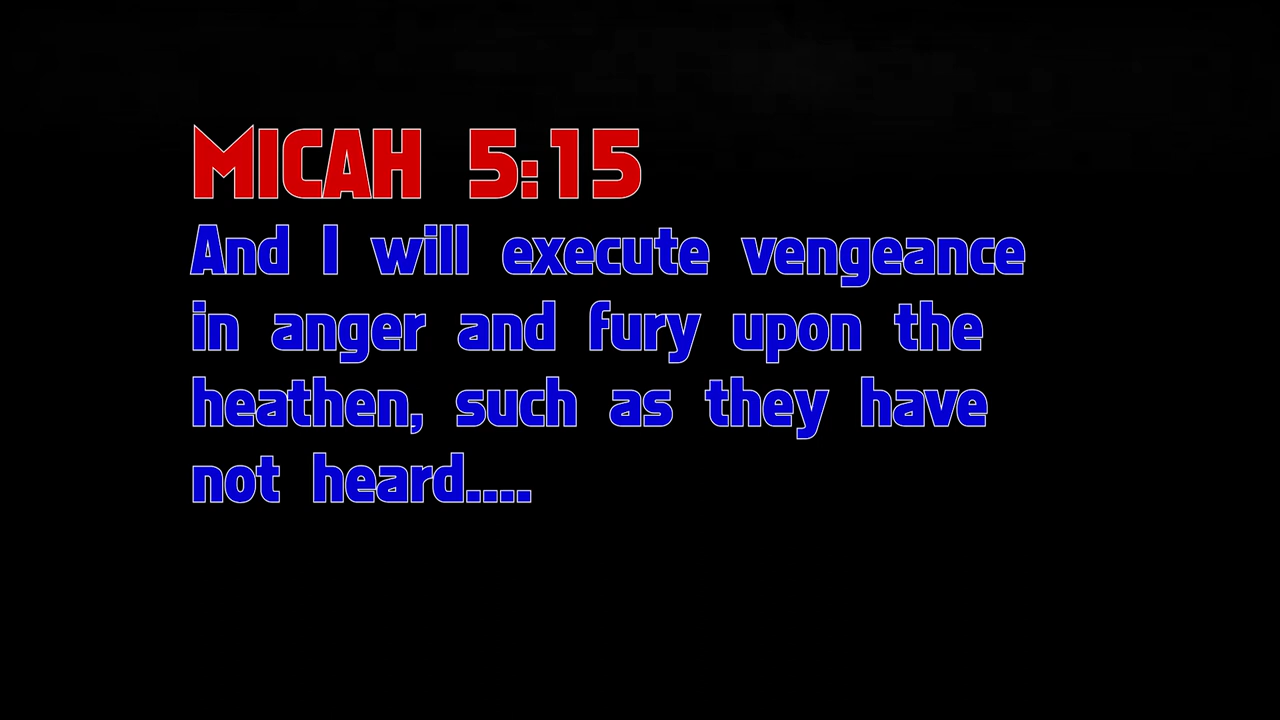 MICAH 5:15
And I will execute vengeance
in anger and fury upon the
heathen, such as they have
not heard....